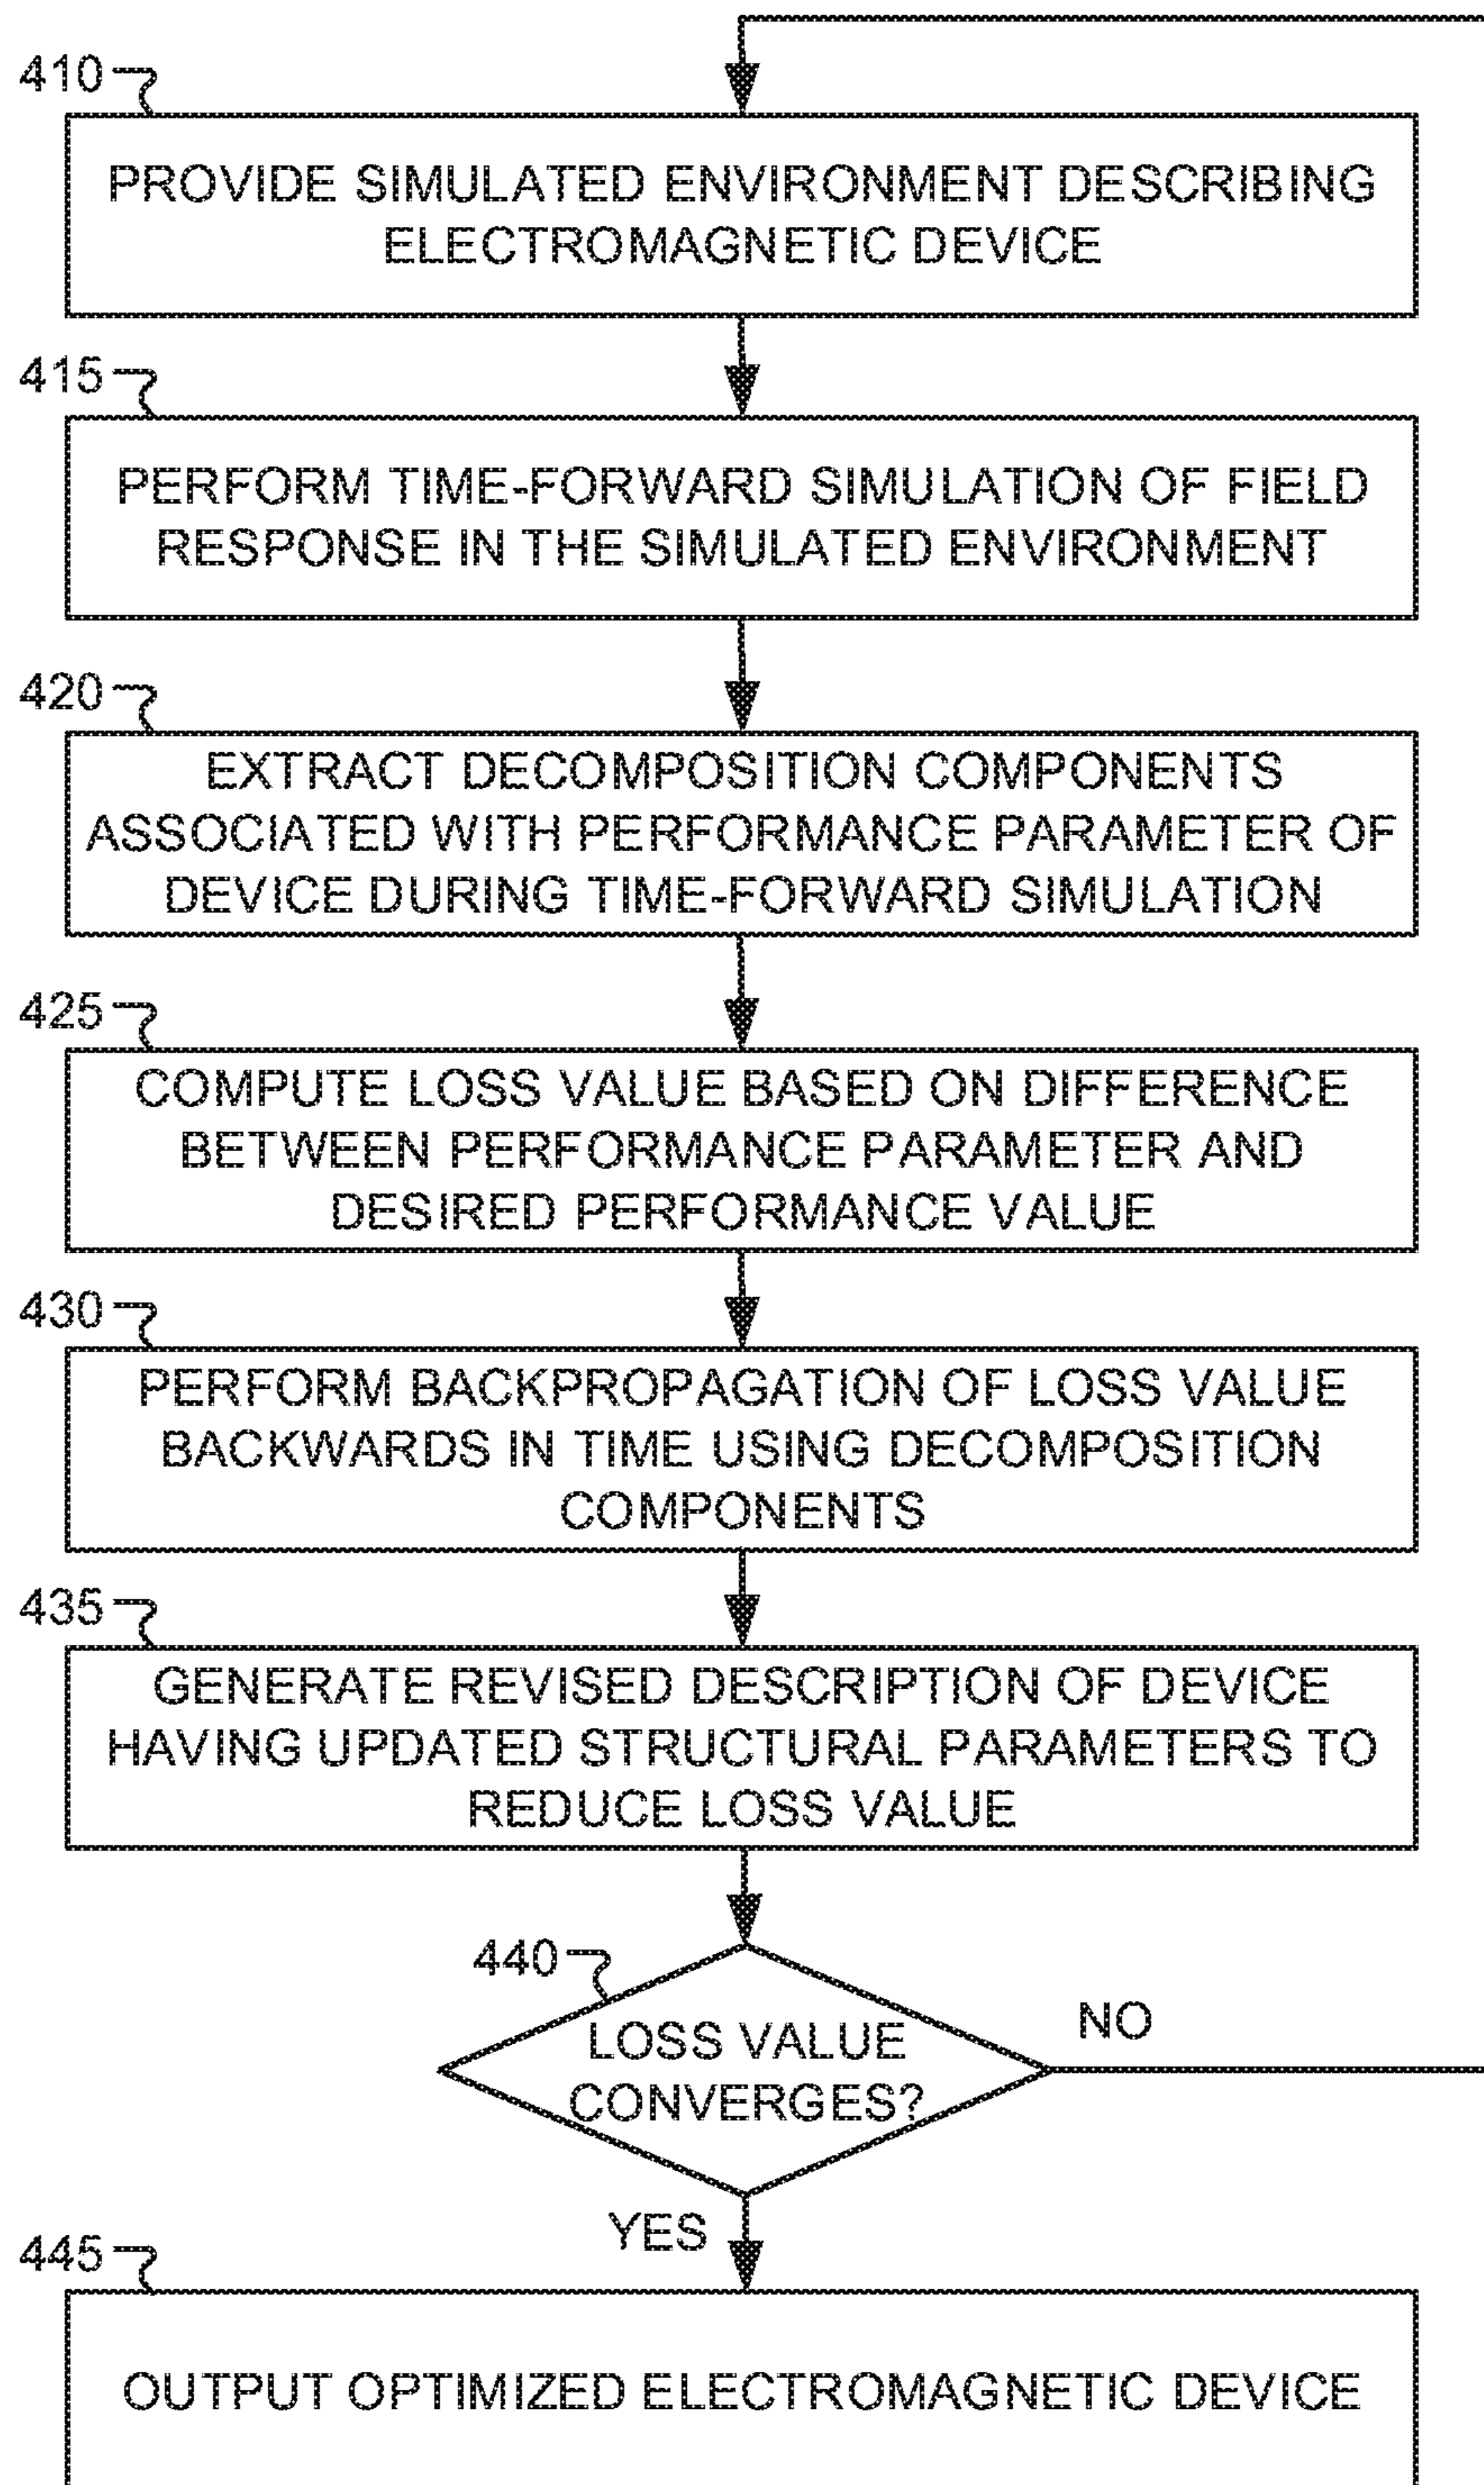 410
PROVIDE SIMULATED ENVIRONMENT DESCRIBING
ELECTROMAGNETIC DEVICE
415
PERFORM TIME-FORWARD SIMULATION OF FIELD
RESPONSE IN THE SIMULATED ENVIRONMENT
420
EXTRACT DECOMPOSITION COMPONENTS
ASSOCIATED WITH PERFORMANCE PARAMETER OF
DEVICE DURING TIME-FORWARD SIMULATION
425
COMPUTE LOSS VALUE BASED ON DIFFERENCE
BETWEEN PERFORMANCE PARAMETER AND
DESIRED PERFORMANCE VALUE
430
PERFORM BACKPROPAGATION OF LOSS VALUE
BACKWARDS IN TIME USING DECOMPOSITION
COMPONENTS
435
GENERATE REVISED DESCRIPTION OF DEVICE
HAVING UPDATED STRUCTURAL PARAMETERS TO
REDUCE LOSS VALUE
440
LOSS VALUE
CONVERGES?
NO
YES
445
OUTPUT OPTIMIZED ELECTROMAGNETIC DEVICE